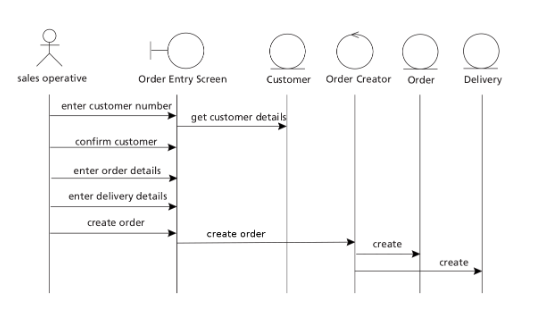 sales operative
Order Entry Screen
Customer
Order Creator
Order
Delivery
enter customer number
get customer details
confirm customer
enter order details
enter delivery details
create order
create order
create
create